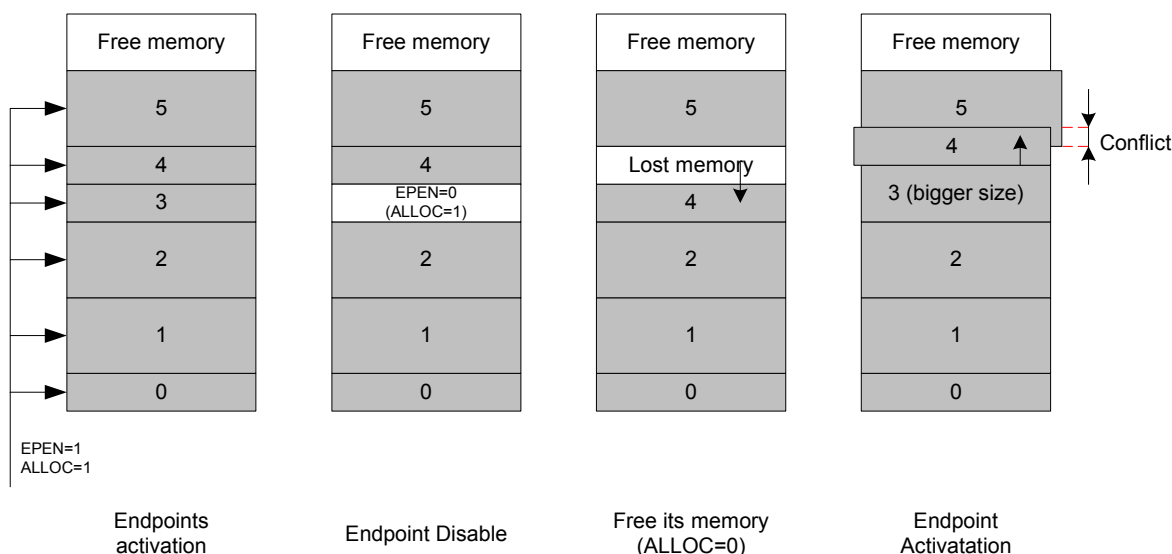 Free memory
5
4
3
2
1
0
EPEN=1
ALLOC=1
Endpoints
activation
Free memory
5
4
EPEN=0
(ALLOC=1)
2
1
0
Endpoint Disable
Free memory
5
Lost memory
4
2
1
0
Free its memory
(ALLOC=0)
Free memory
5
4
Conflict
3 (bigger size)
2
1
0
Endpoint
Activatation